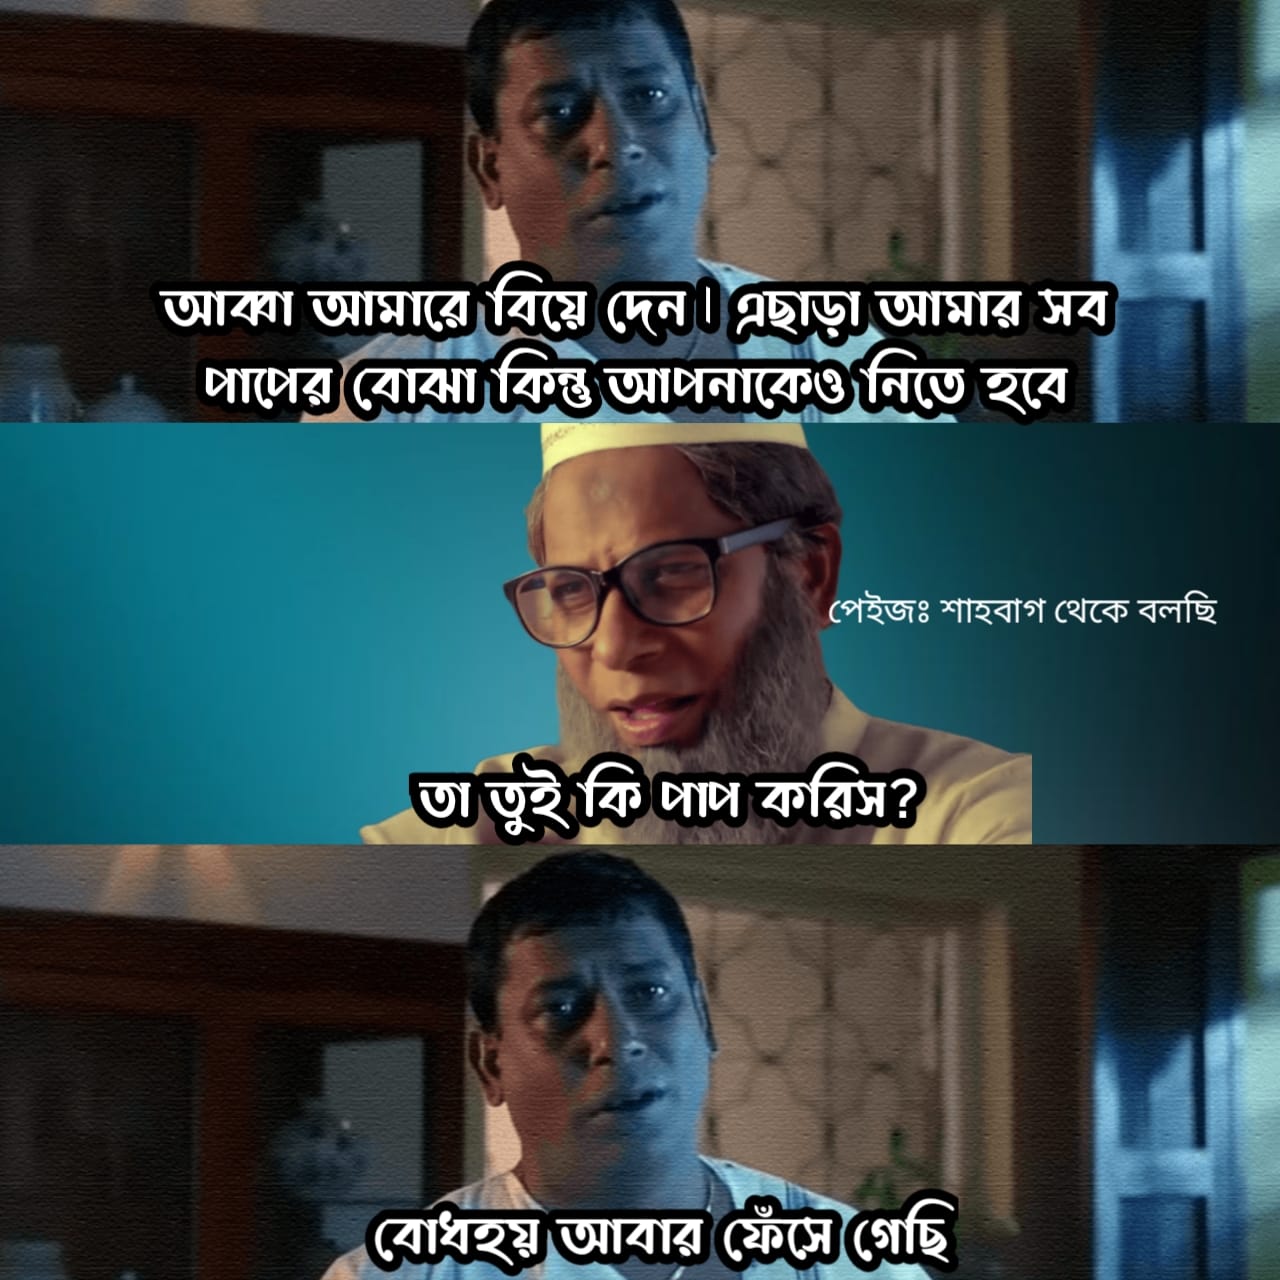 আব্বা আমারে বিয়ে দেন। এছাড়া আমার সব
পাপের বোঝা কিন্তু আপনাকেও নিতে হবে
পেইজঃ শাহবাগ থেকে বলছি
তা তুই কি পাপ করিস?
বোধহয় আবার ফেঁসে গেছি